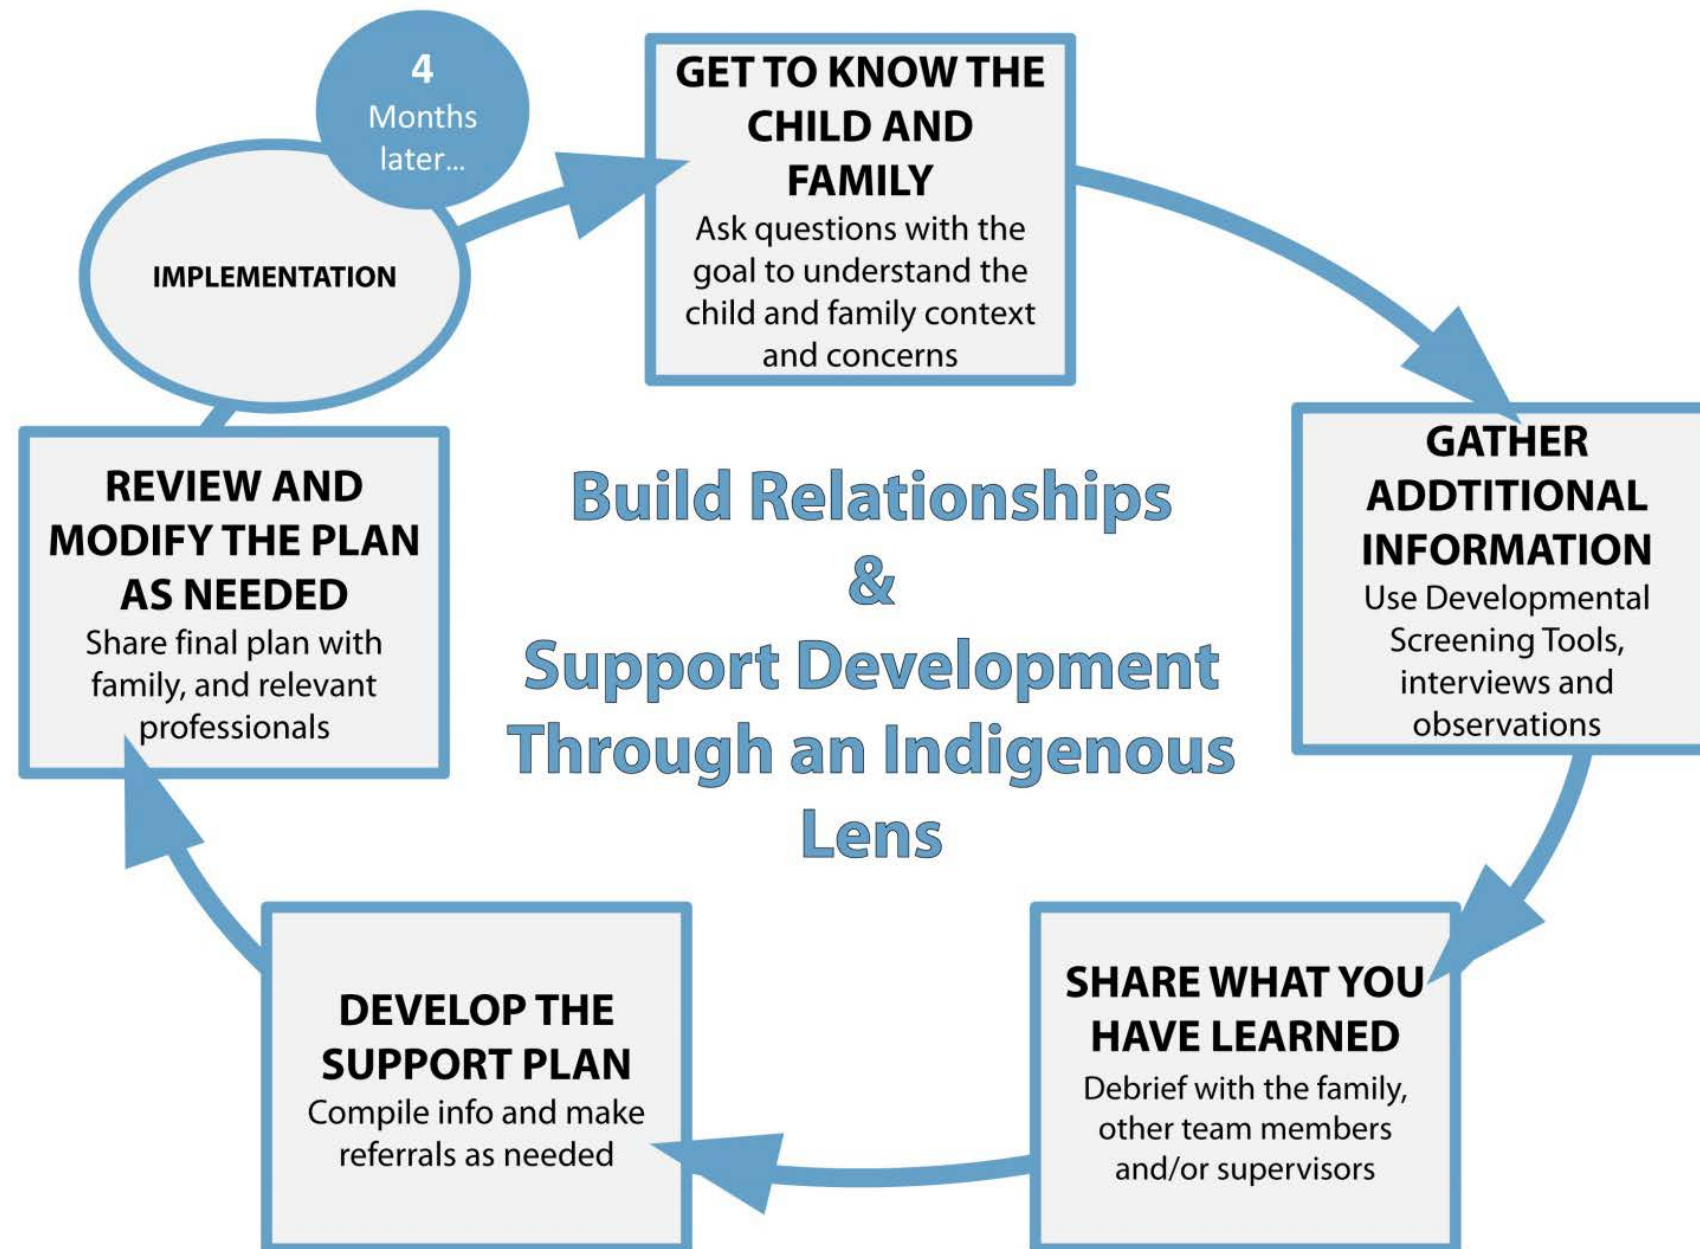 4
Months
later...
IMPLEMENTATION
GET TO KNOW THE
CHILD AND
FAMILY
Ask questions with the
goal to understand the
child and family context
and concerns
GATHER
ADDTITIONAL
INFORMATION
Use Developmental
Screening Tools,
interviews and
observations
SHARE WHAT YOU
HAVE LEARNED
Debrief with the family,
other team members
and/or supervisors
DEVELOP THE
SUPPORT PLAN
Compile info and make
referrals as needed
REVIEW AND
MODIFY THE PLAN
AS NEEDED
Share final plan with
family, and relevant
professionals
Build Relationships
&
Support Development
Through an Indigenous
Lens